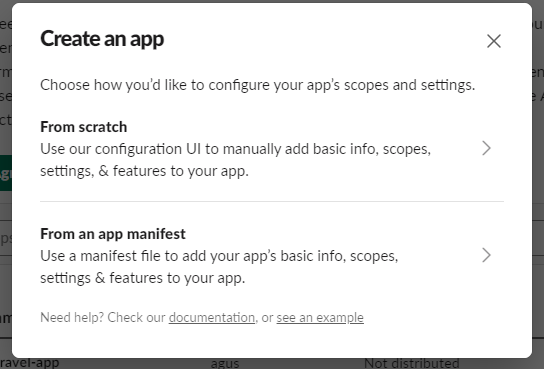 Create an app
Choose how you'd like to configure your app's scopes and settings.
From scratch
Use our configuration UI to manually add basic info, scopes,
settings, & features to your app.
From an app manifest
Use a manifest file to add your app's basic info, scopes,
settings & features to your app.
Need help? Check our documentation, or see an example
ravel-app agus Not distributed